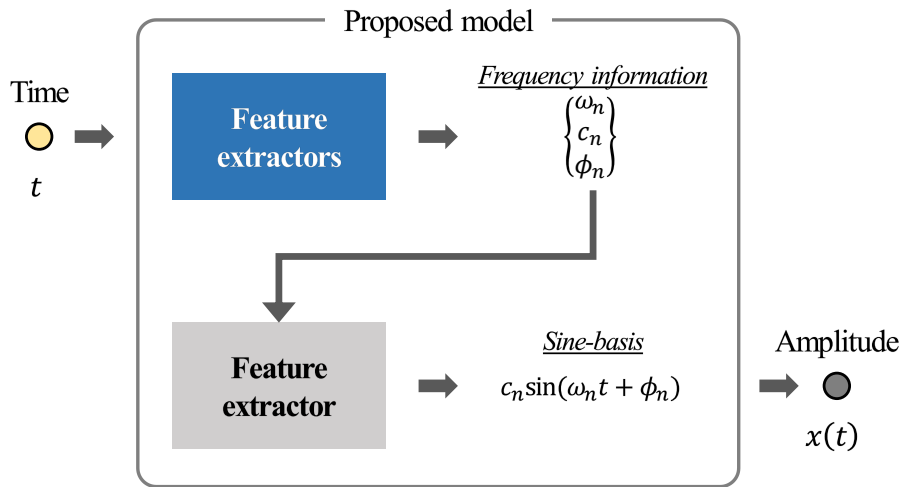 Proposed model
Time
t
Feature
extractors
Frequency information
ω_n
c_n
ϕ_n
Feature
extractor
Sine-basis
c_n sin(ω_n t + ϕ_n)
Amplitude
x(t)